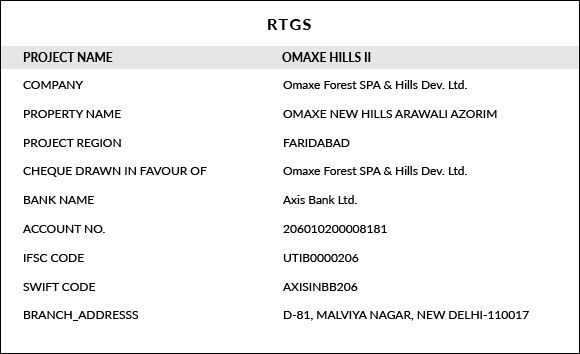 RTGS
PROJECT NAME OMAXE HILLS II
COMPANY Omaxe Forest SPA & Hills Dev. Ltd.
PROPERTY NAME OMAXE NEW HILLS ARAWALI AZORIM
PROJECT REGION FARIDABAD
CHEQUE DRAWN IN FAVOUR OF Omaxe Forest SPA & Hills Dev. Ltd.
BANK NAME Axis Bank Ltd.
ACCOUNT NO. 206010200008181
IFSC CODE UTIB0000206
SWIFT CODE AXISINBB206
BRANCH_ADDRESSS D-81, MALVIYA NAGAR, NEW DELHI-110017